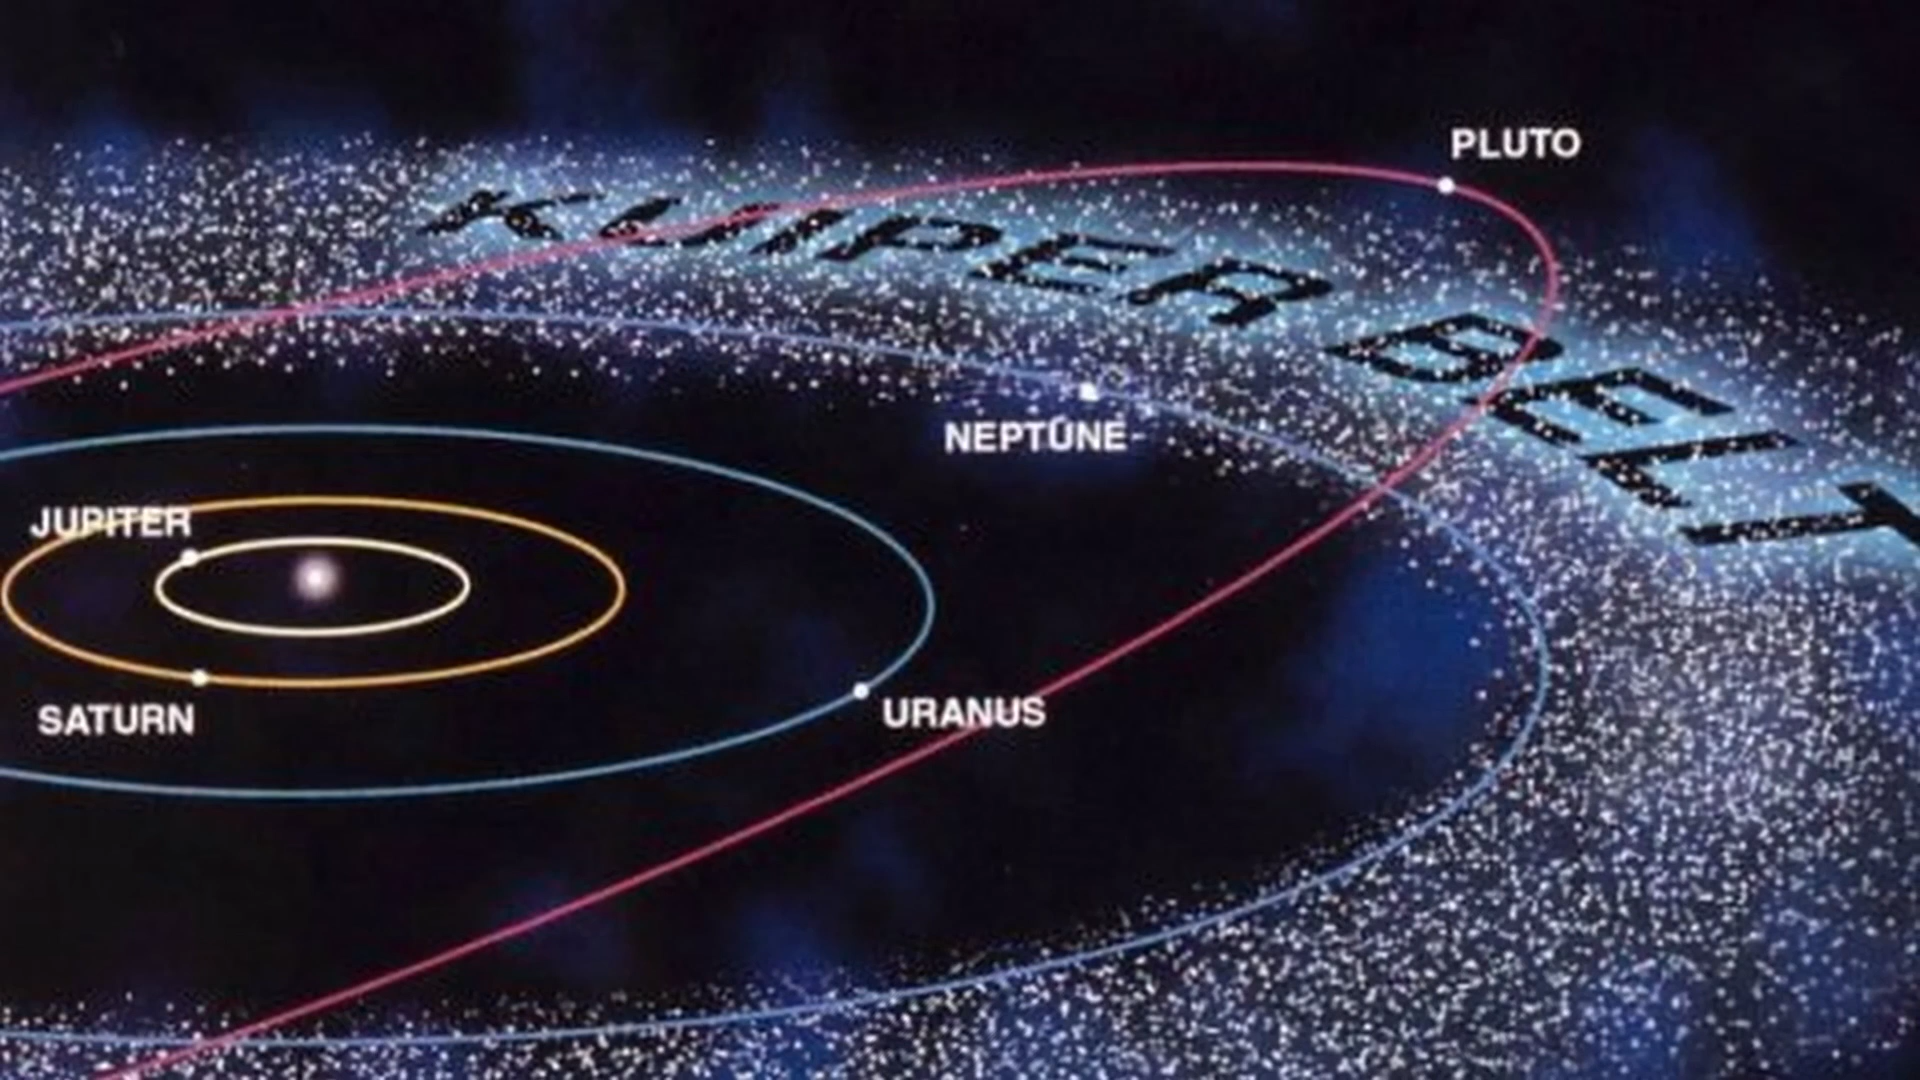 PLUTO
KUIPER BELT
NEPTUNE
JUPITER
SATURN
URANUS